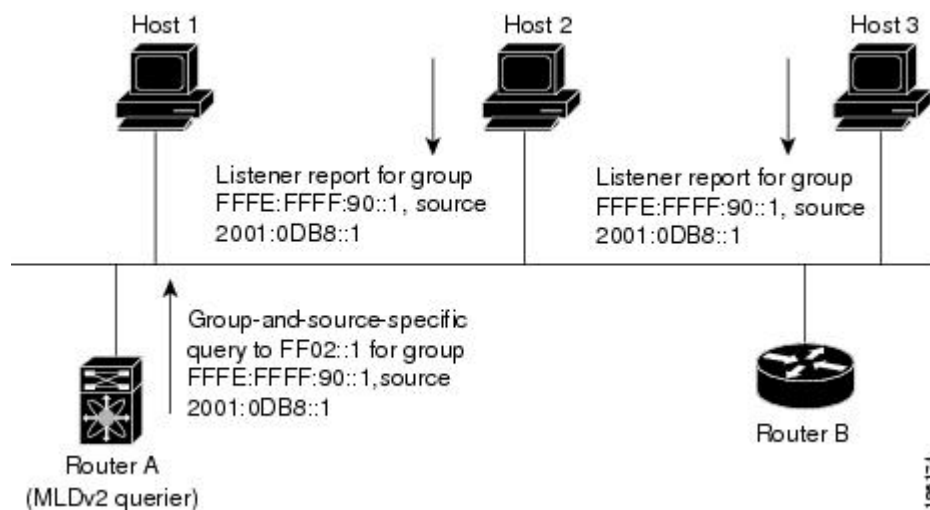 Host 1
Host 2
Host 3
Listener report for group
FFFE:FFFF:90::1, source
2001:0DB8::1
Listener report for group
FFFE:FFFF:90::1, source
2001:0DB8::1
Group-and-source-specific
query to FF02::1 for group
FFFE:FFFF:90::1,source
2001:0DB8::1
Router A
(MLDv2 querier)
Router B